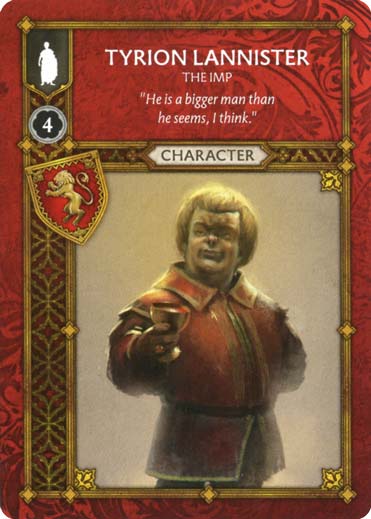 TYRION LANNISTER
THE IMP
"He is a bigger man than
he seems, I think."
4
CHARACTER